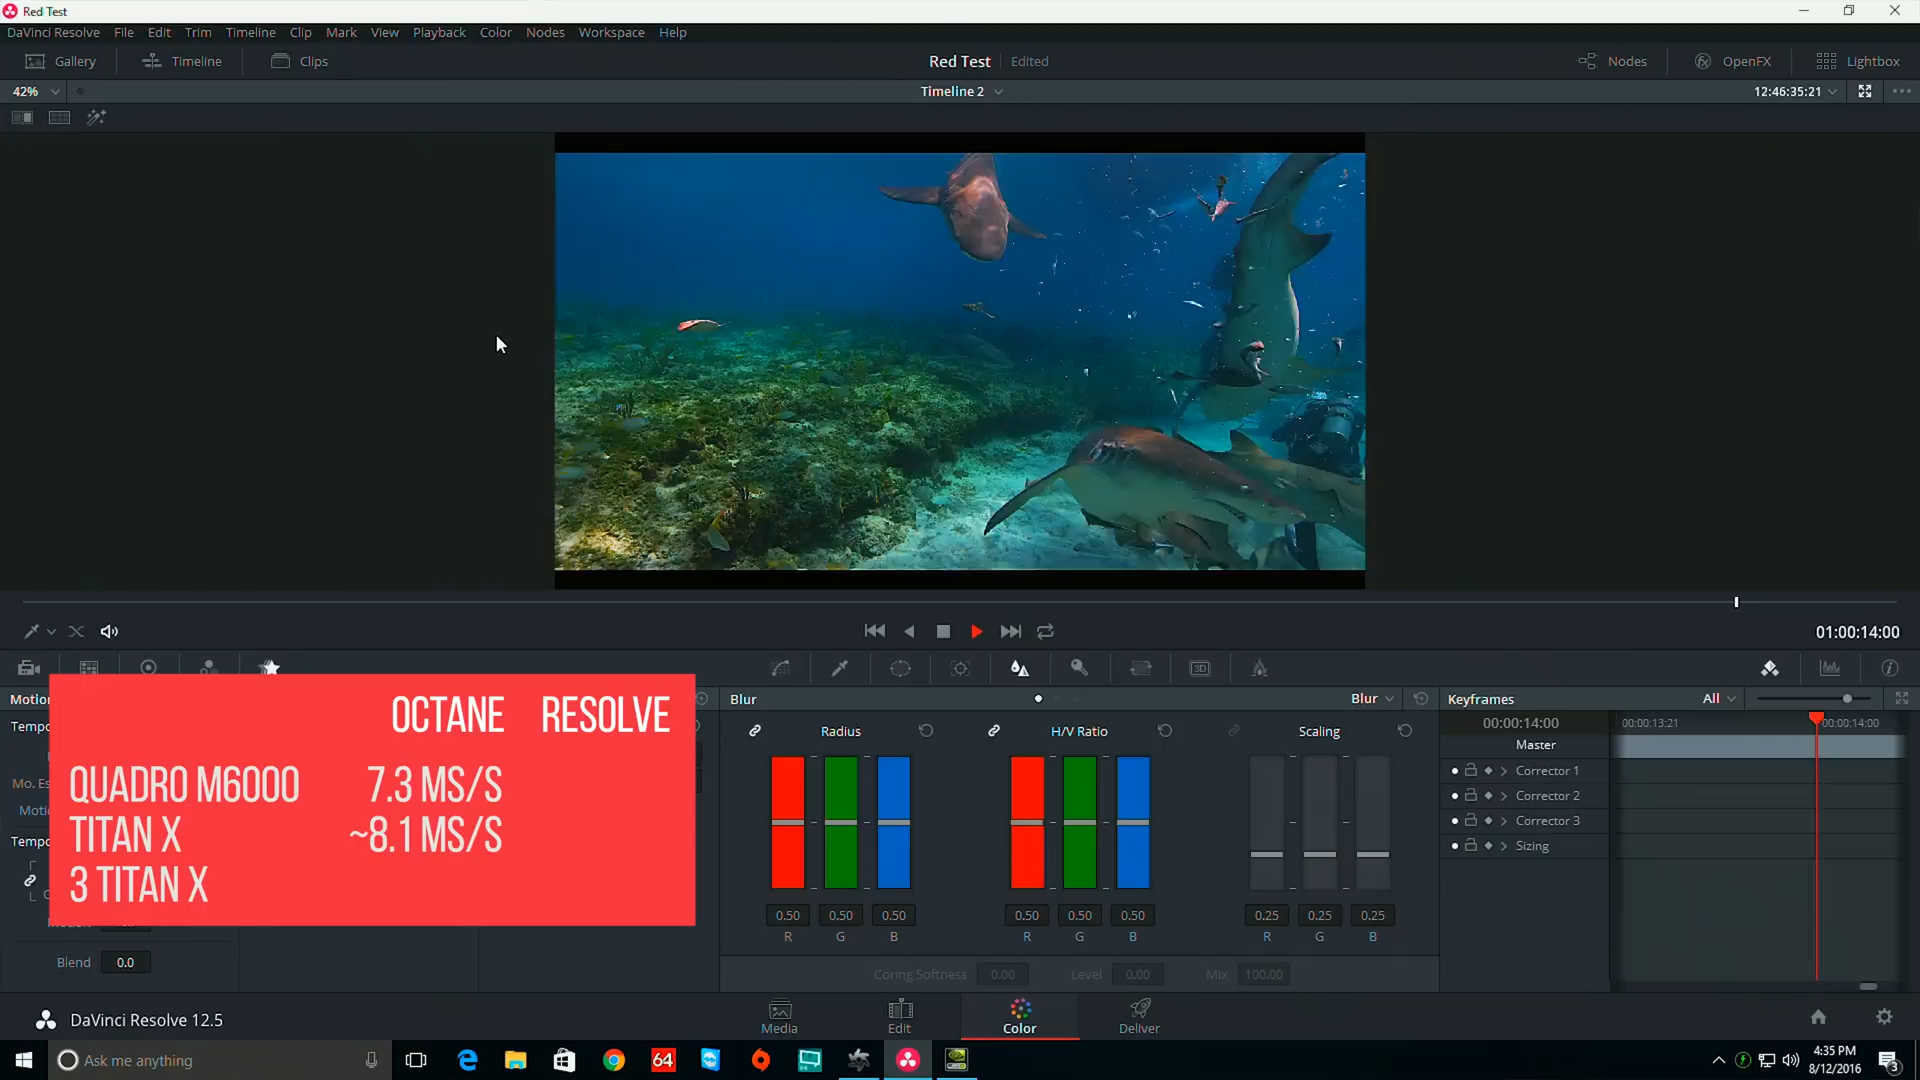 Red Test
DaVinci Resolve File Edit Trim Timeline Clip Mark View Playback Color Nodes Workspace Help
Gallery Timeline Clips Red Test Edited Nodes OpenFX Lightbox
42% Timeline 2 12:46:35:21
01:00:14:00
Motio
Tempo
Mo. Es
Motio
Tempo
Blend 0.0
OCTANE RESOLVE
QUADRO M6000 7.3 MS/S
TITAN X ~8.1 MS/S
3 TITAN X
Blur Blur
Radius H/V Ratio Scaling
0.50 0.50 0.50 0.50 0.50 0.50 0.25 0.25 0.25
R G B R G B R G B
Coring Softness 0.00 Level 0.00 Mix 100.00
Keyframes All
00:00:14:00 00:00:13:21 00:00:14:00
Master
Corrector 1
Corrector 2
Corrector 3
Sizing
3D
DaVinci Resolve 12.5 Media Edit Color Deliver
Ask me anything 64 4:35 PM
8/12/2016 3